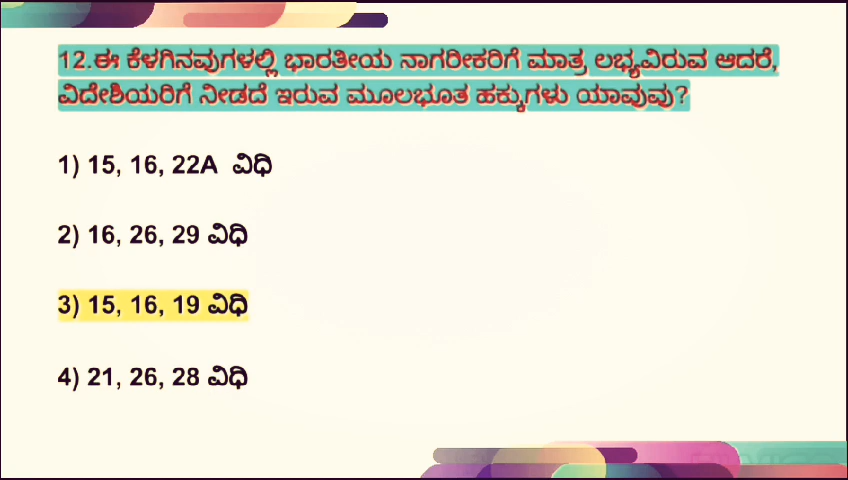 12.ಈ ಕೆಳಗಿನವುಗಳಲ್ಲಿ ಭಾರತೀಯ ನಾಗರೀಕರಿಗೆ ಮಾತ್ರ ಲಭ್ಯವಿರುವ ಆದರೆ,
ವಿದೇಶಿಯರಿಗೆ ನೀಡದೆ ಇರುವ ಮೂಲಭೂತ ಹಕ್ಕುಗಳು ಯಾವುವು?
1) 15, 16, 22A ವಿಧಿ
2) 16, 26, 29 ವಿಧಿ
3) 15, 16, 19 ವಿಧಿ
4) 21, 26, 28 ವಿಧಿ